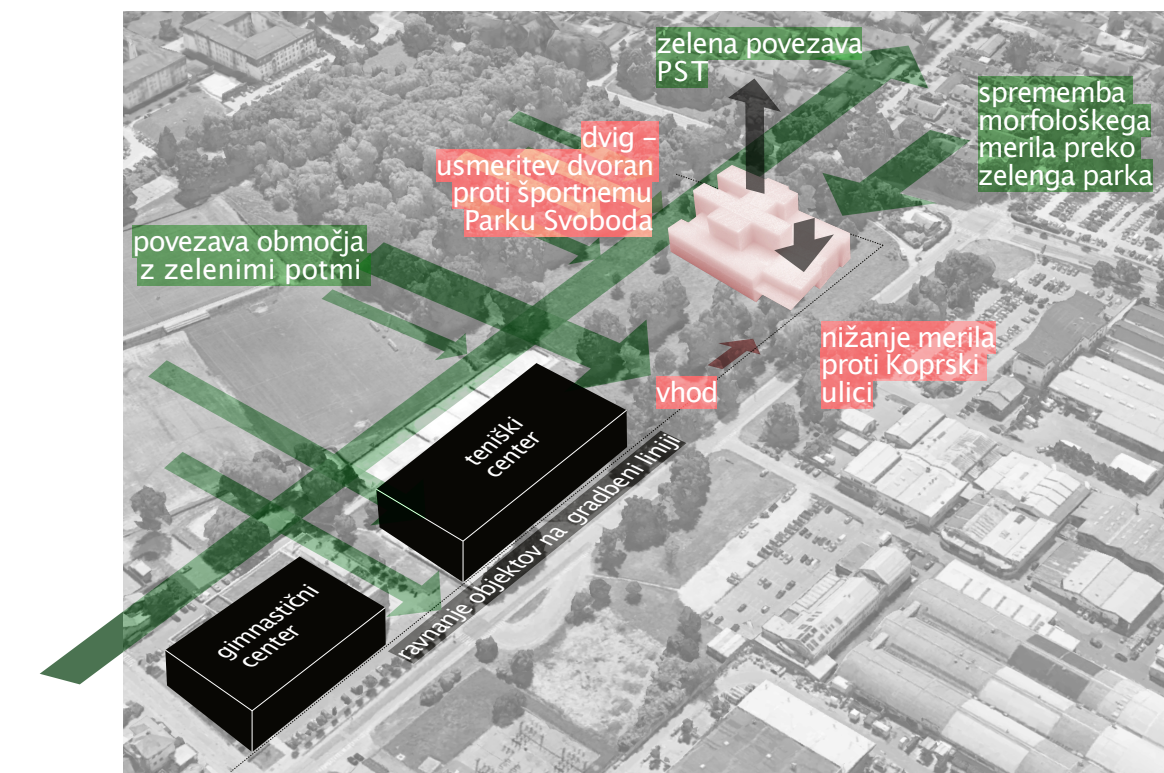 zelena povezava
PST
sprememba
morfološkega
merila preko
zelenga parka
dvig –
usmeritev dvoran
proti športnemu
Parku Svoboda
povezava območja
z zelenimi potmi
nižanje merila
proti Koprski
ulici
vhod
teniški
center
ravnanje objektov na gradbeni liniji
gimnastični
center